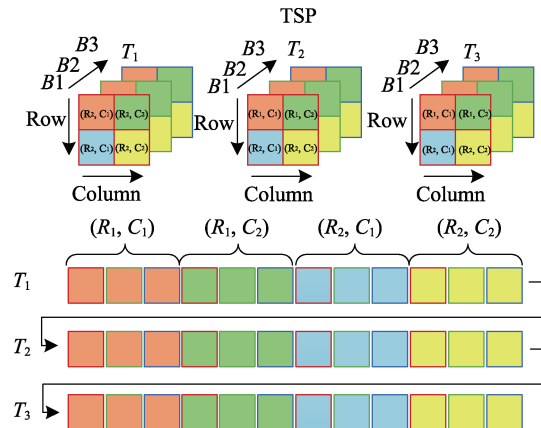 TSP
B3 T₁
B2
B1
Row
(R₂, C₁) (R₂, C₂)
(R₂, C₁) (R₂, C₂)
Column
B3 T₂
B2
B1
Row
(R₁, C₁) (R₁, C₂)
(R₂, C₁) (R₂, C₂)
Column
B3 T₃
B2
B1
Row
(R₁, C₁) (R₁, C₂)
(R₂, C₁) (R₂, C₂)
Column
(R₁, C₁) (R₁, C₂) (R₂, C₁) (R₂, C₂)
T₁
T₂
T₃